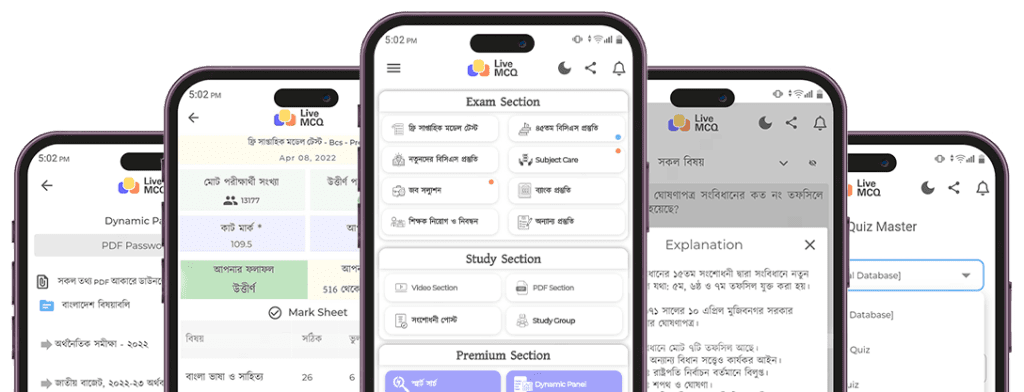 5:02 PM
Live
MCQ
Dynamic Pa
PDF Passwo
সকল তথ্য PDF আকারে ডাউনলো
বাংলাদেশ বিষয়াবলি
অর্থনৈতিক সমীক্ষা - ২০২২
জাতীয় বাজেট, ২০২২-২৩ অর্থব
5:02 PM
Live
MCQ
ফ্রি সাপ্তাহিক মডেল টেস্ট - Bcs - Pre
Apr 08, 2022
মোট পরীক্ষার্থী সংখ্যা
উত্তীর্ণ প
13177
কাট মার্ক *
আপ
109.5
আপনার ফলাফল
আপন
উত্তীর্ণ
516 থেকে
Mark Sheet
বিষয়
সঠিক
ভুল
বাংলা ভাষা ও সাহিত্য
26
6
5:02 PM
Live
MCQ
Exam Section
ফ্রি সাপ্তাহিক মডেল টেস্ট
৪৫তম বিসিএস প্রস্তুতি
নতুনদের বিসিএস প্রস্তুতি
Subject Care
জব সল্যুশন
ব্যাংক প্রস্তুতি
শিক্ষক নিয়োগ ও নিবন্ধন
অন্যান্য প্রস্তুতি
Study Section
Video Section
PDF Section
সংশোধনী পোস্ট
Study Group
Premium Section
স্মার্ট সার্চ
Dynamic Panel
Live
MCQ
সকল বিষয়
ঘোষণাপত্র সংবিধানের কত নং তফসিলে
হয়েছে?
Explanation
ধানের ১৫তম সংশোধনী দ্বারা সংবিধানে নতুন
যথা: ৫ম, ৬ষ্ঠ ও ৭ম তফসিল যুক্ত করা হয়।
৭১ সালের ১০ এপ্রিল মুজিবনগর সরকার
ার ঘোষণাপত্র।
ধানে মোট ৭টি তফসিল আছে।
অন্যান্য বিধান সত্ত্বেও কার্যকর আইন।
রাষ্ট্রপতি নির্বাচন বর্তমানে বিলুপ্ত।
শপথ ও ঘোষণা।
Live
MCQ
Quiz Master
al Database]
Database]
Quiz
Quiz